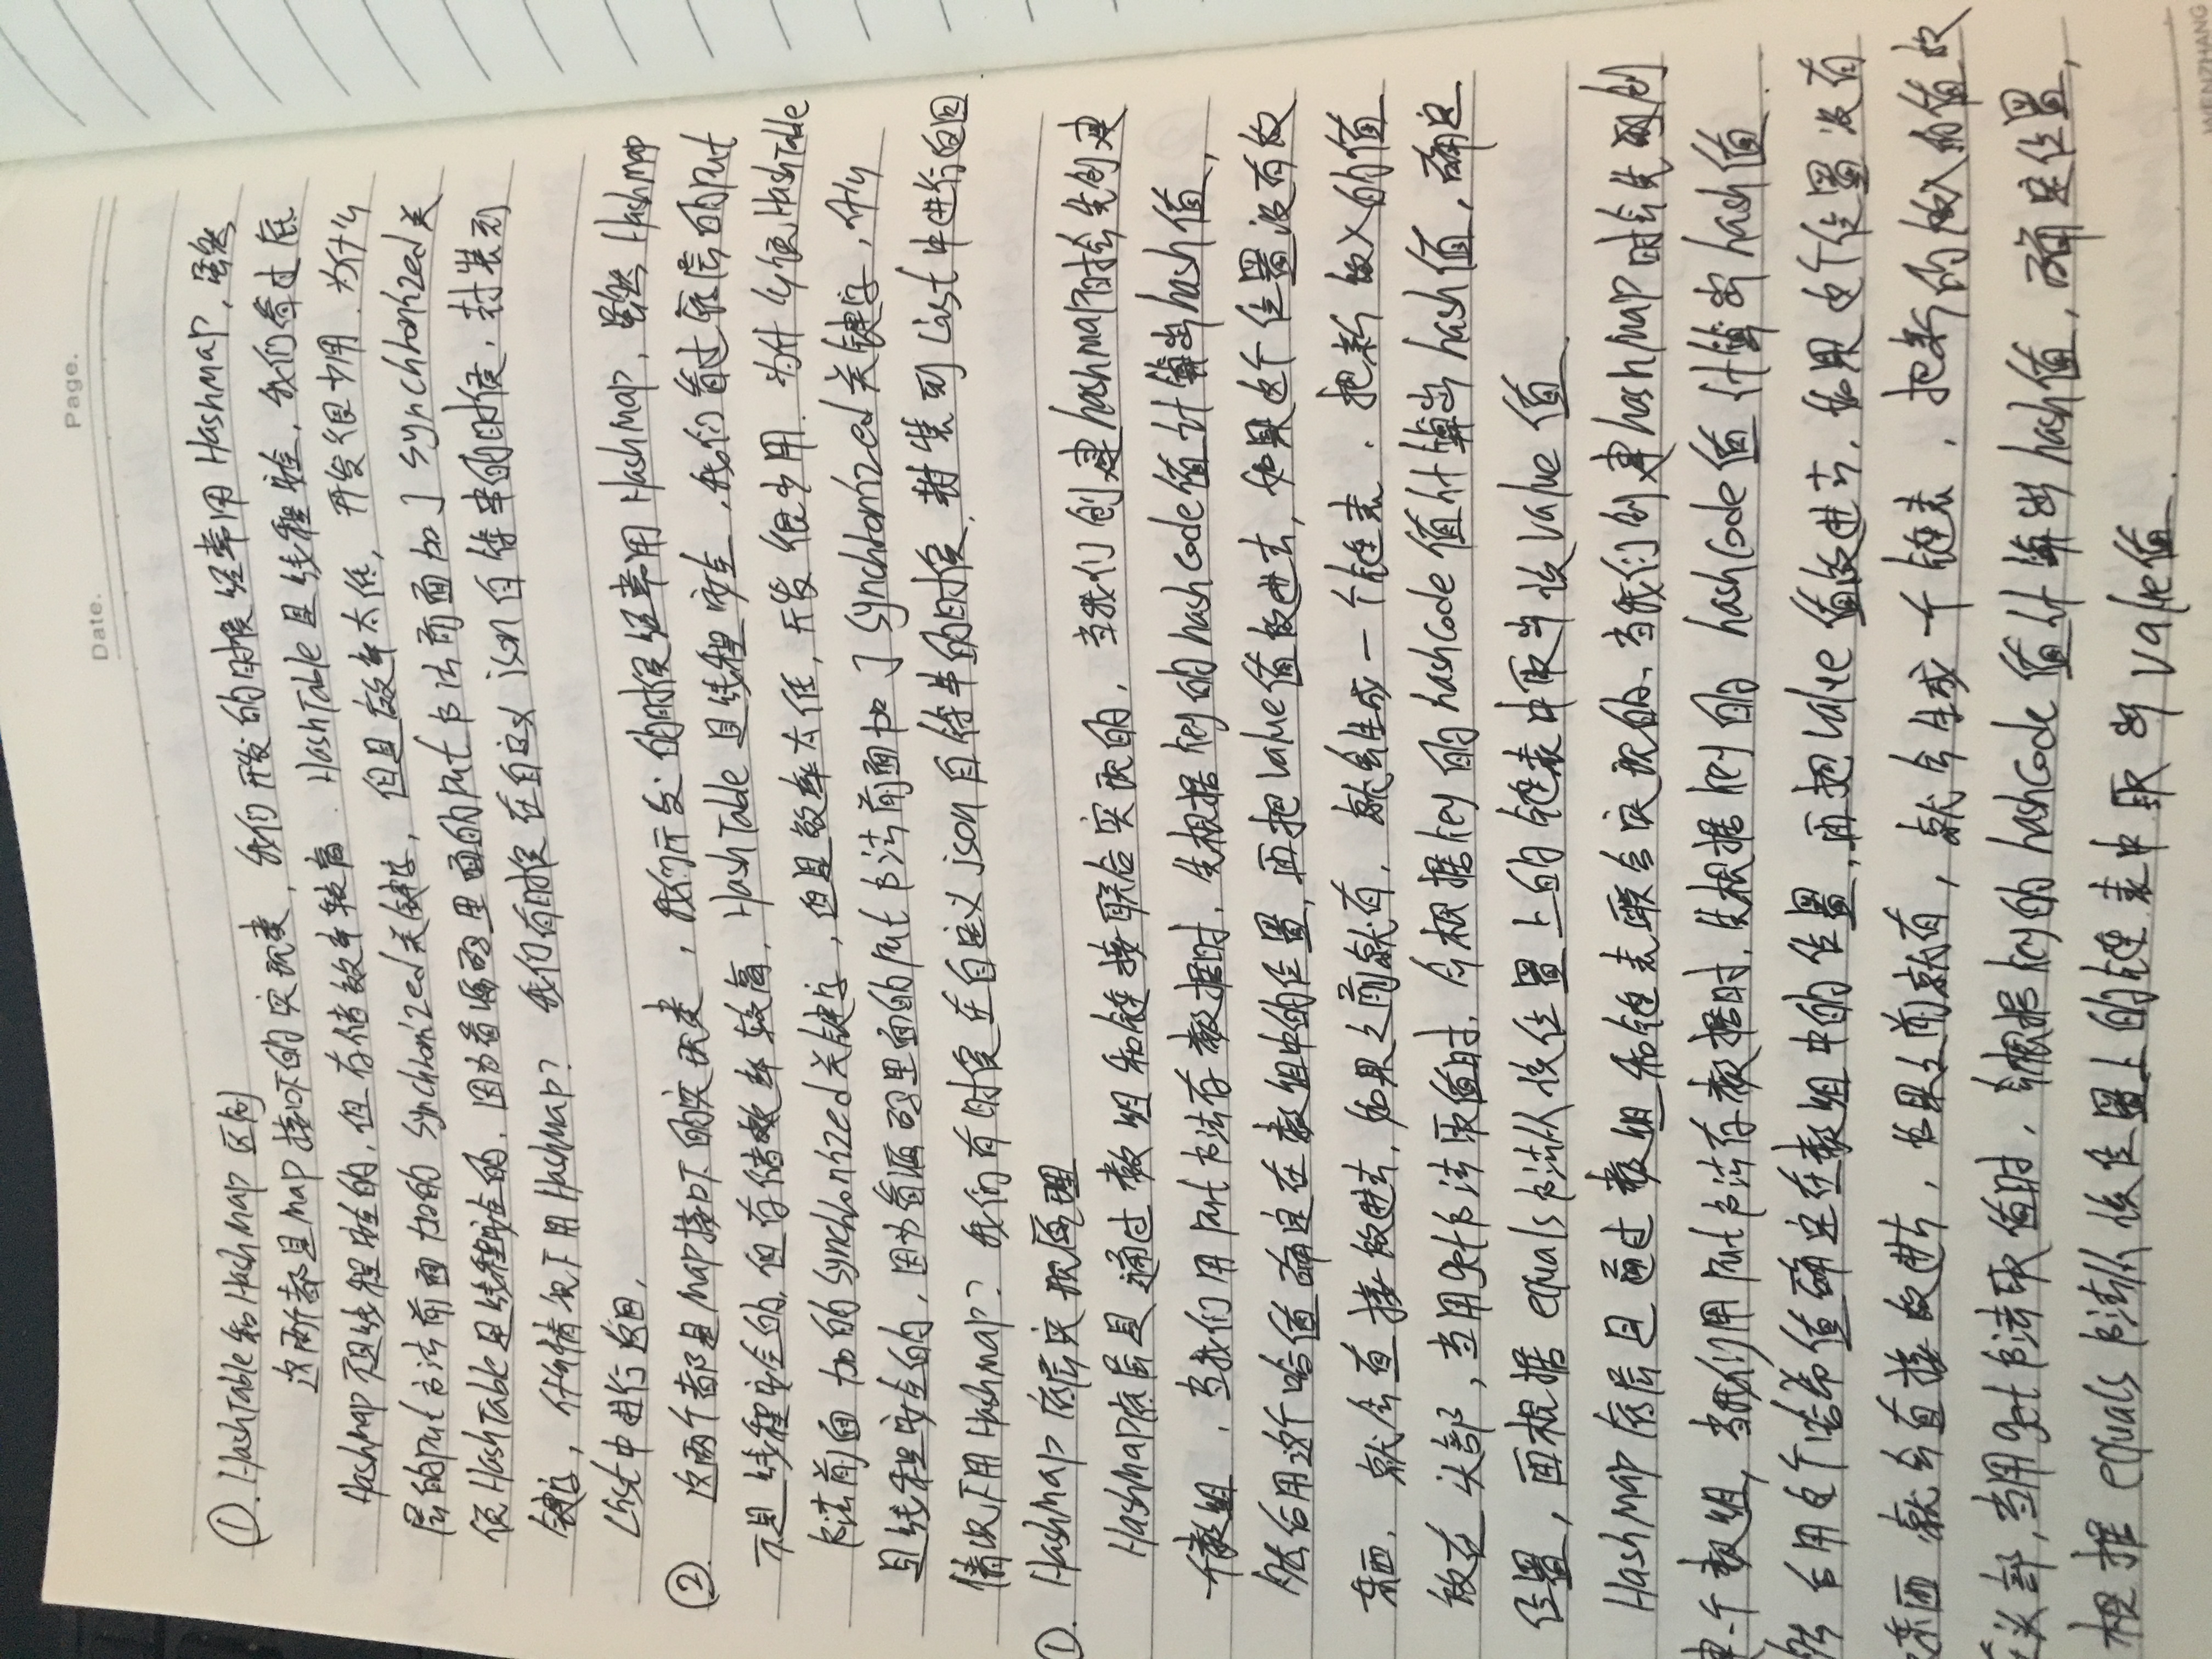 Page.
Date.
①. HashTable和HashMap区别
这两个都是Map接口下的实现类，我们开发的时候经常用HashMap，虽然
HashMap不是线程安全的，但存储效率较高．HashTable是线程安全，我们看过底
层的put方法前面加的synchronized关键字，但是效率太低，开发很少用．为什么
使HashTable是线程安全的，因为看源码里面的put方法前面加了synchronized关
键字，什么情况下用HashMap？我们有时候在自定义json自符串的时候，封装到
List中进行返回，
②. 这两个都是Map接口下的实现类，我们开发的时候经常用HashMap，虽然HashMap
不是线程安全的，但存储效率较高，HashTable是线程安全，我们看过底层的put
方法前面加的synchronized关键字，但是效率太低，开发很少用．为什么使HashTable
是线程安全的，因为看源码里面的put方法前面加了synchronized关键字，什么
情况下用HashMap？我们有时候在自定义json自符串的时候，封装到List中进行返回
①. HashMap底层实现原理
HashMap底层是通过数组和链接联合实现的，当我们创建hashMap时会先创建
一个数组，当我们用put方法存数据时，先根据key的hashCode值计算出hash值，
然后用这个哈值确定在数组中的位置，再把value值放进去，如果这个位置没有放
东西，就会直接放进去，如果之前就有，就会生成一个链表，把新放入的值
放在头部，当用get方法取值时，会根据key的hashCode值计算出hash值，确定
位置，再根据equals方法从该位置上的链表中取出该value值
HashMap底层是通过数组和链表联合实现的、当我们创建hashMap时会先创
建一个数组，当我们用put方法存数据时，先根据key的hashCode值计算出hash值．
然后用这个哈希值确定在数组中的位置，再把value值放进去，如果这个位置没有
东西就会直接放进去，如果之前就有，就会生成一个链表，把新的放入的值放
在头部，当用get方法取值时，会根据key的hashCode值计算出hash值，确定位置，
根据equals方法从该位置上的链表中取出value值．
WENZHANG